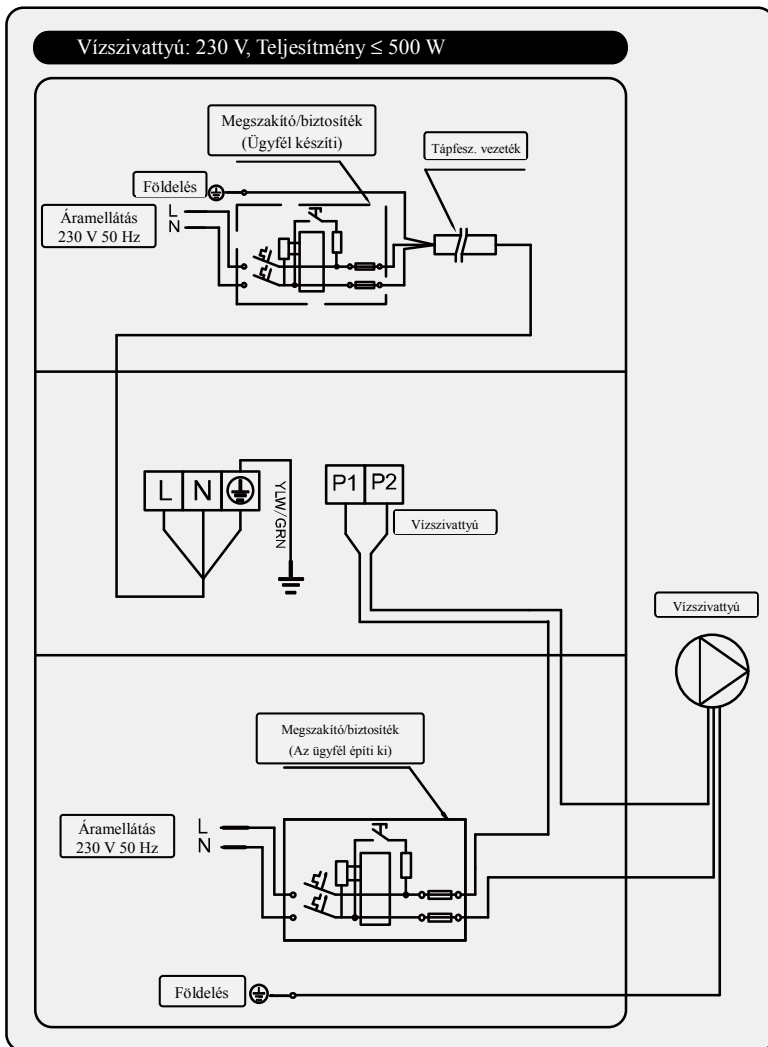 Vízszivattyú: 230 V, Teljesítmény ≤ 500 W
Megszakító/biztosíték
(Ügyfél készíti)
Tápfesz. vezeték
Földelés
Áramellátás
230 V 50 Hz
L
N
L N
YLW/GRN
P1 P2
Vízszivattyú
Vízszivattyú
Megszakító/biztosíték
(Az ügyfél építi ki)
Áramellátás
230 V 50 Hz
L
N
Földelés